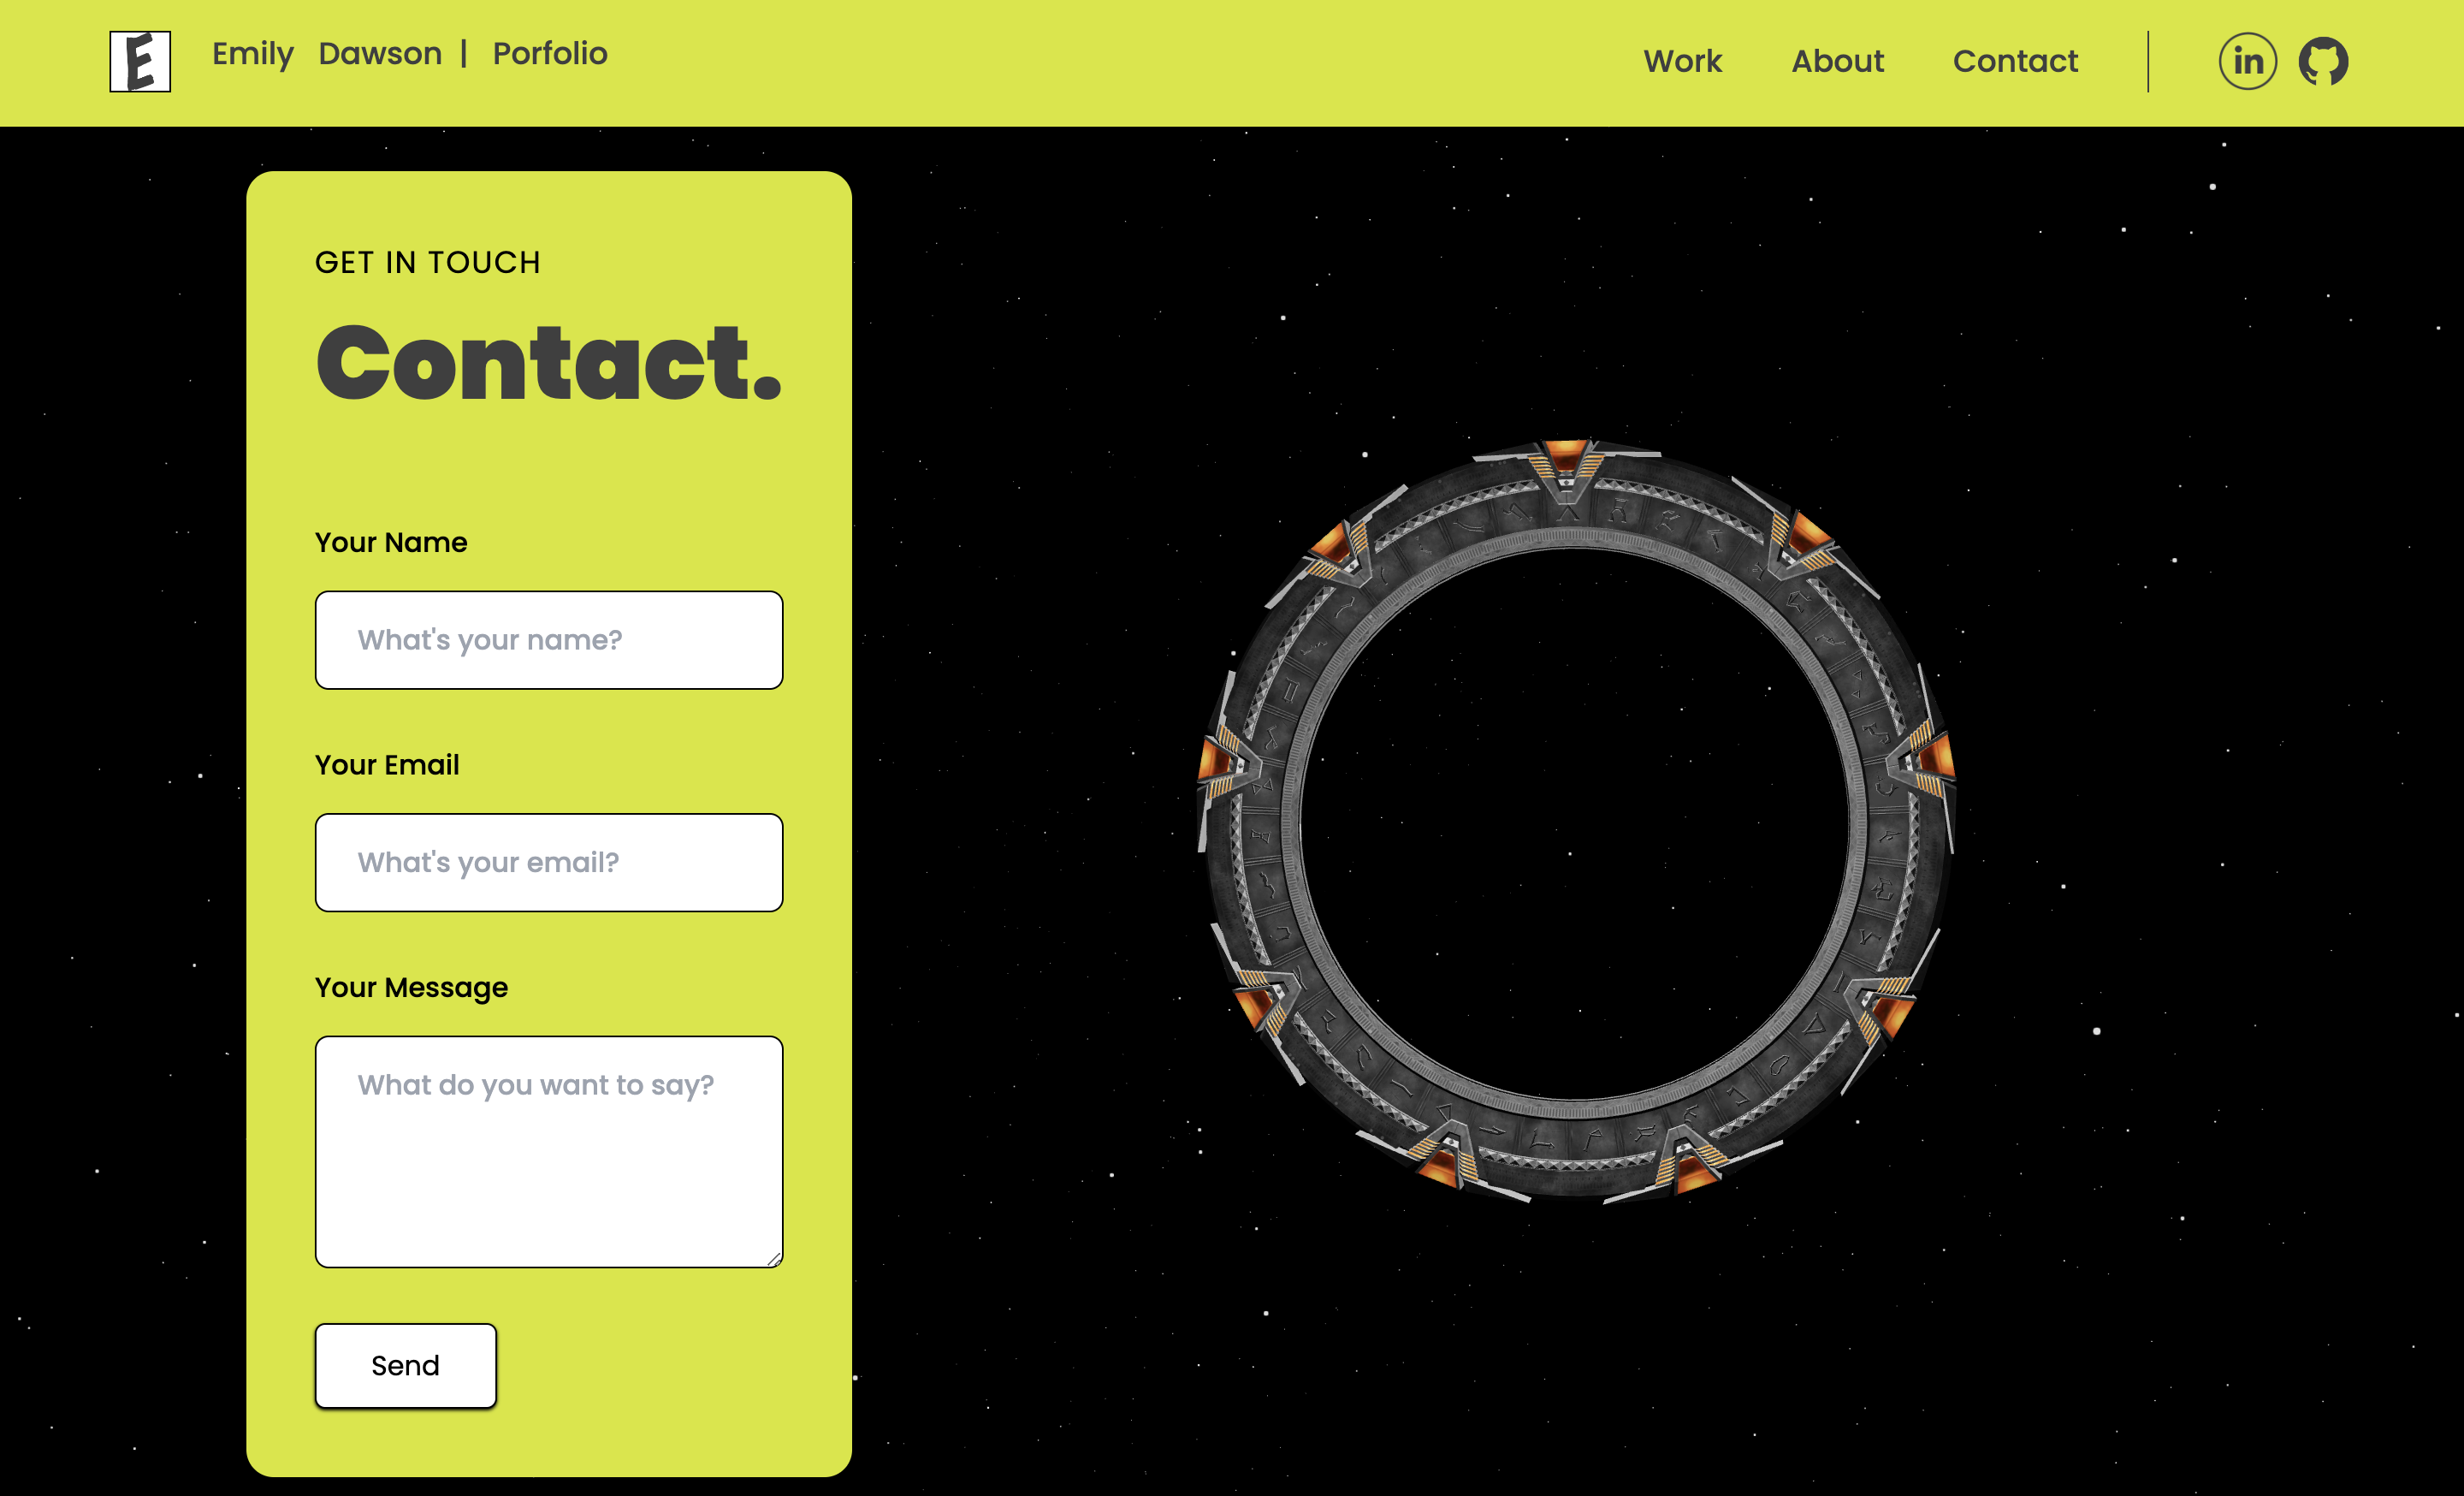 E
Emily Dawson | Porfolio
Work
About
Contact
in
GET IN TOUCH
Contact.
Your Name
What's your name?
Your Email
What's your email?
Your Message
What do you want to say?
Send